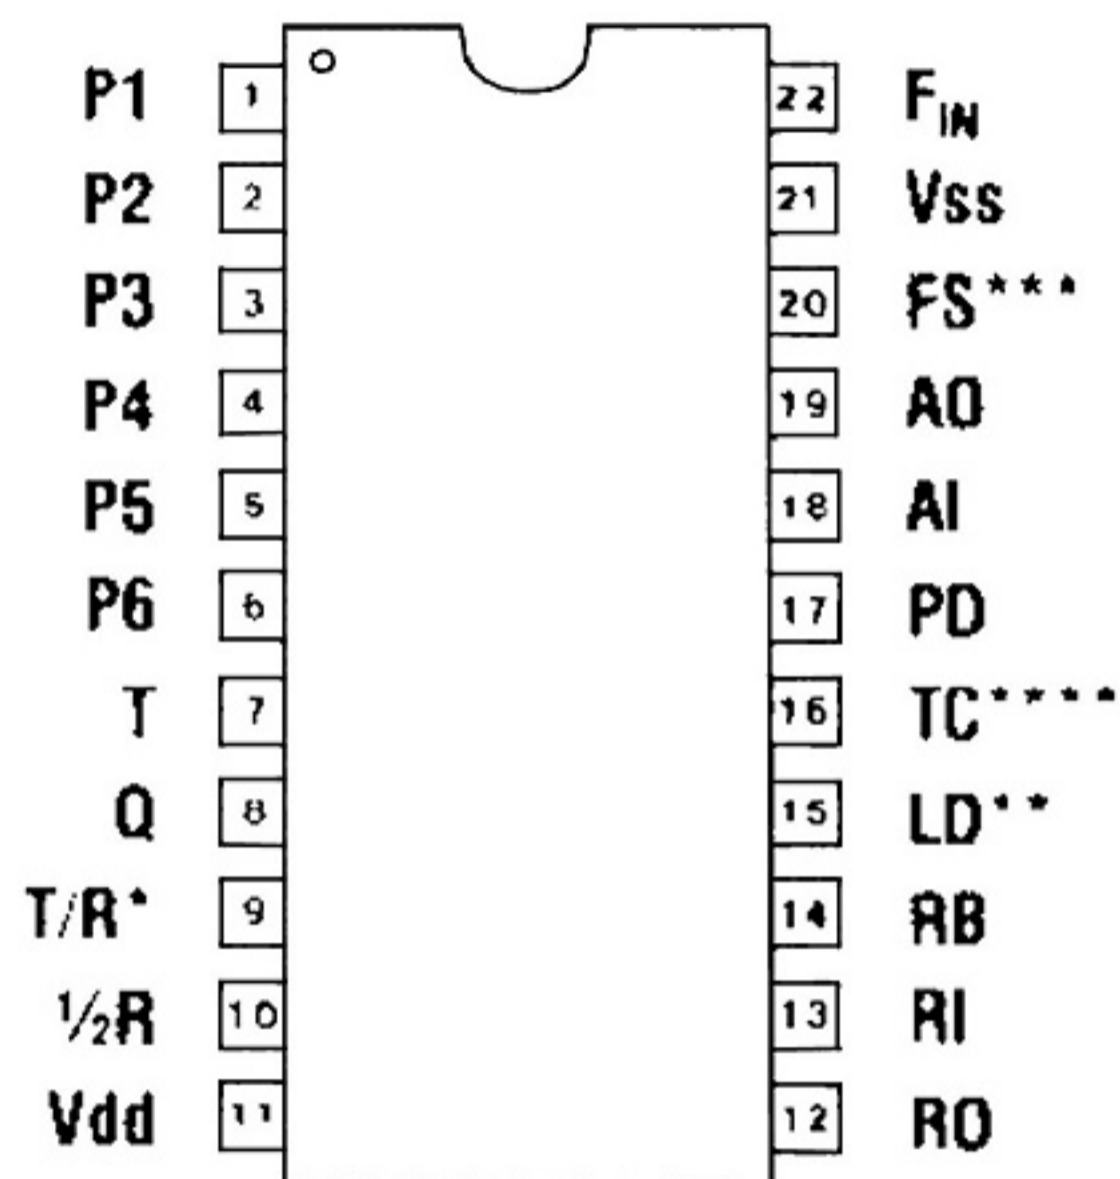 P1 1 22 FIN
P2 2 21 Vss
P3 3 20 FS***
P4 4 19 AO
P5 5 18 AI
P6 6 17 PD
T 7 16 TC****
Q 8 15 LD**
T/R* 9 14 RB
½R 10 13 RI
Vdd 11 12 RO